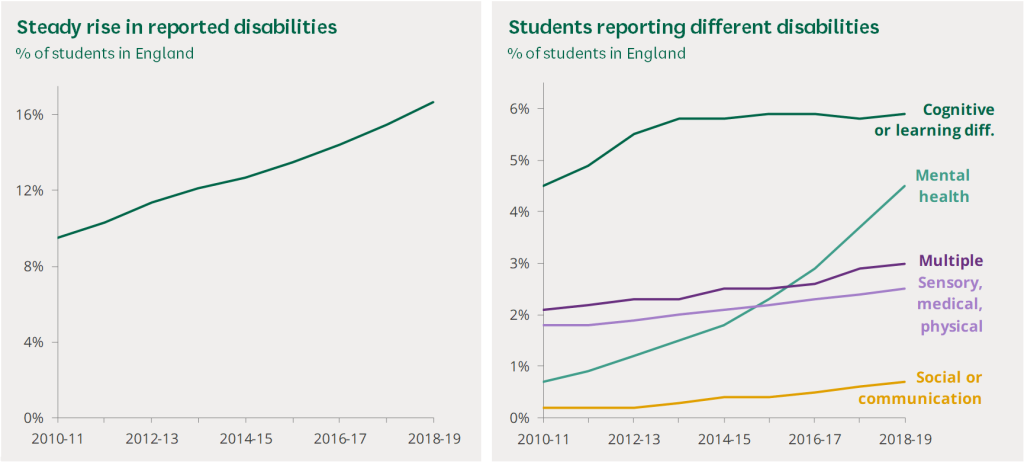 Steady rise in reported disabilities
% of students in England
16%
12%
8%
4%
0%
2010-11 2012-13 2014-15 2016-17 2018-19
Students reporting different disabilities
% of students in England
6%
5%
4%
3%
2%
1%
0%
Cognitive
or learning diff.
Mental
health
Multiple
Sensory,
medical,
physical
Social or
communication
2010-11 2012-13 2014-15 2016-17 2018-19